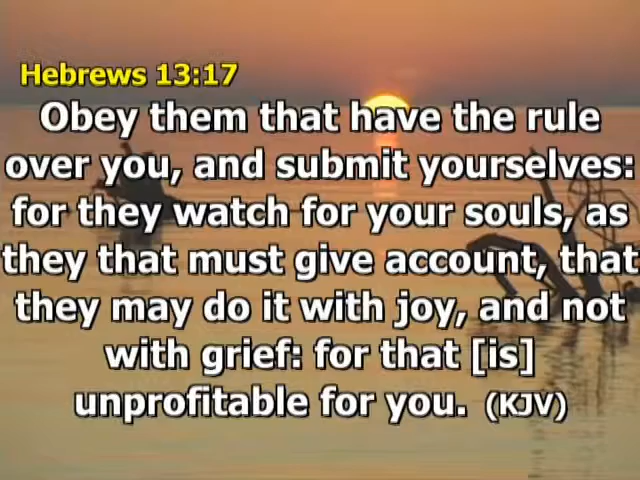 Hebrews 13:17
Obey them that have the rule
over you, and submit yourselves:
for they watch for your souls, as
they that must give account, that
they may do it with joy, and not
with grief: for that [is]
unprofitable for you. (KJV)